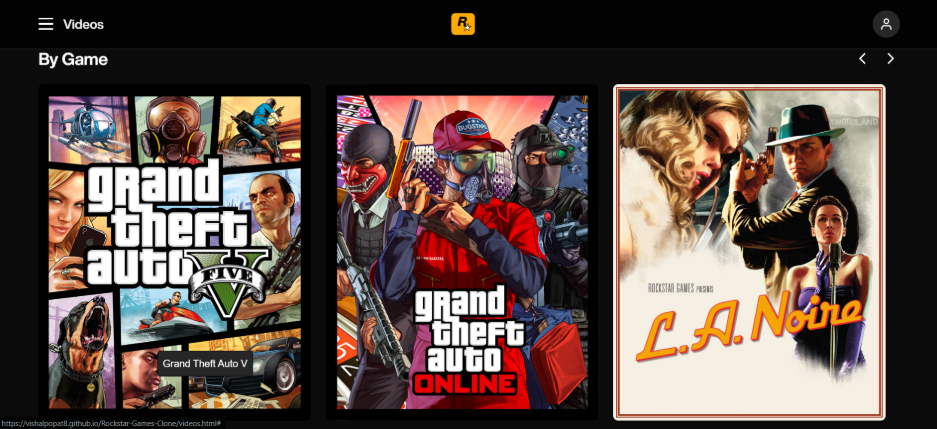 Videos
R
By Game
grand
theft
auto
V
FIVE
Grand Theft Auto V
BUGSTARS
grand
theft
auto
ONLINE
ROCKSTAR GAMES PRESENTS
L.A. Noire
https://vishalpopat8.github.io/Rockstar-Games-Clone/videos.html#